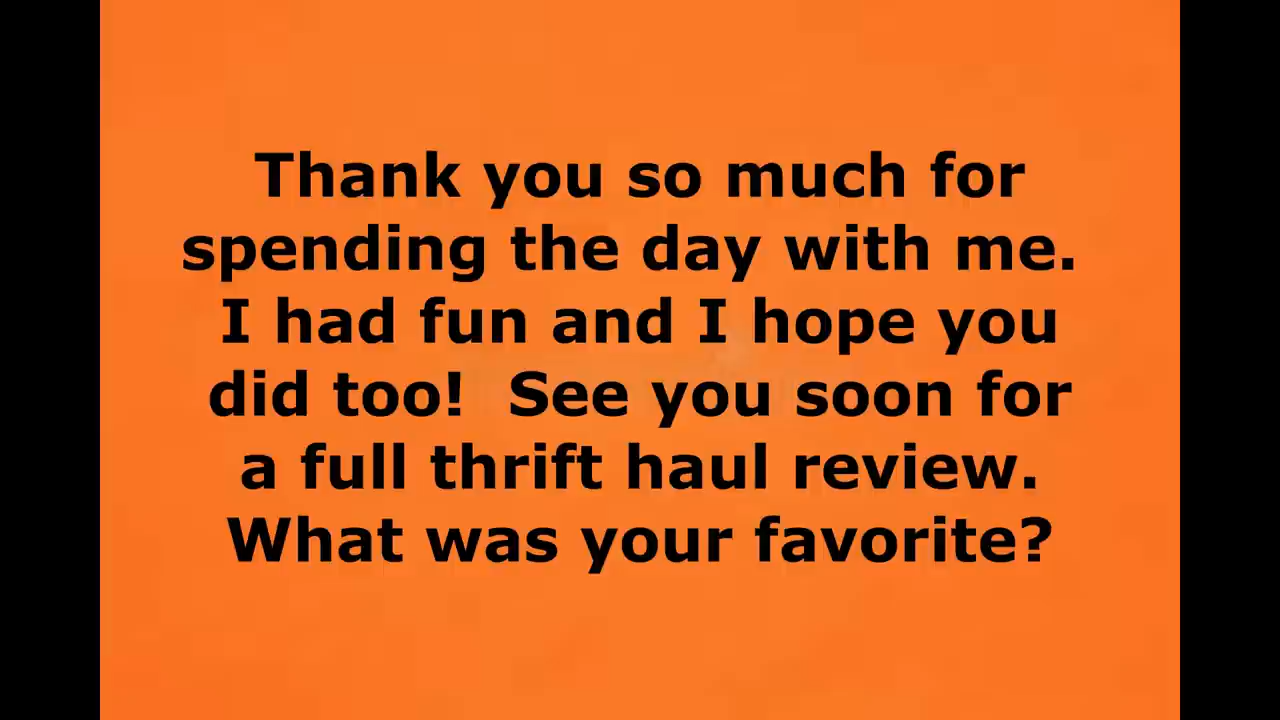 Thank you so much for
spending the day with me.
I had fun and I hope you
did too!  See you soon for
a full thrift haul review.
What was your favorite?